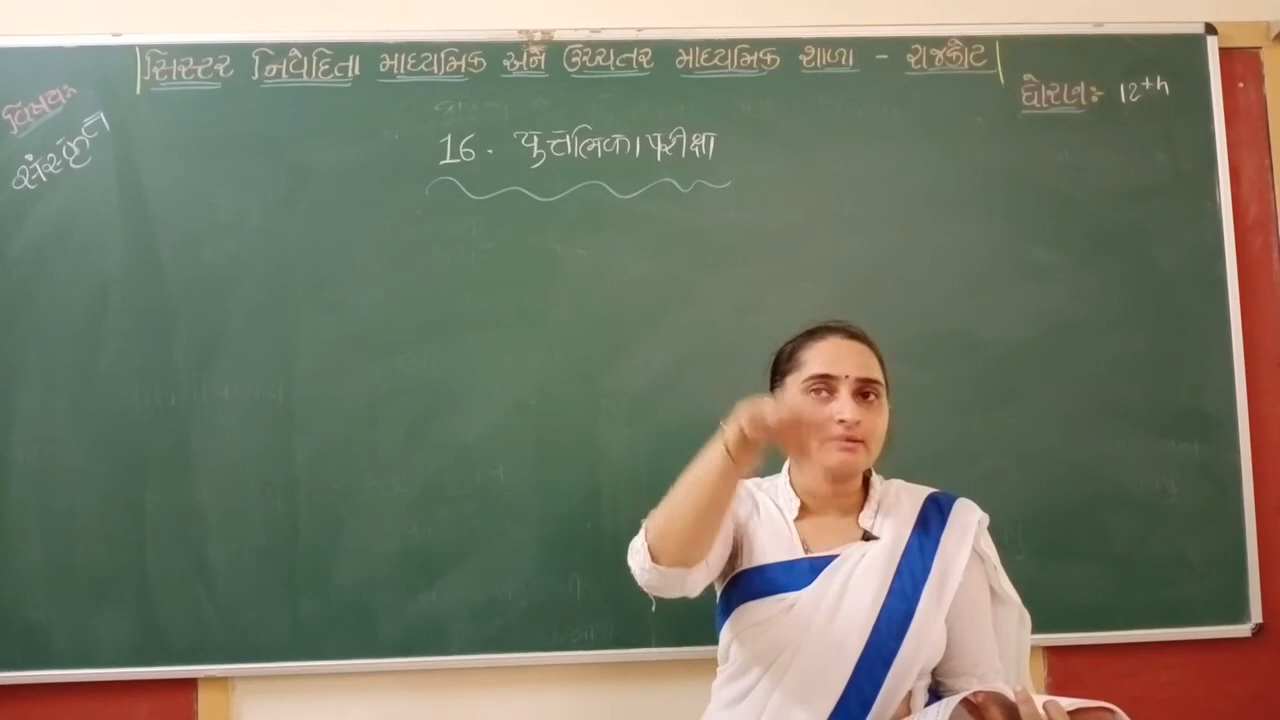 સિસ્ટર નિવેદિતા માધ્યમિક અને ઉચ્ચતર માધ્યમિક શાળા - રાજકોટ
વિષયઃ
संस्कृत
ધોરણઃ- 12th
16. पुत्तलिकापरीक्षा